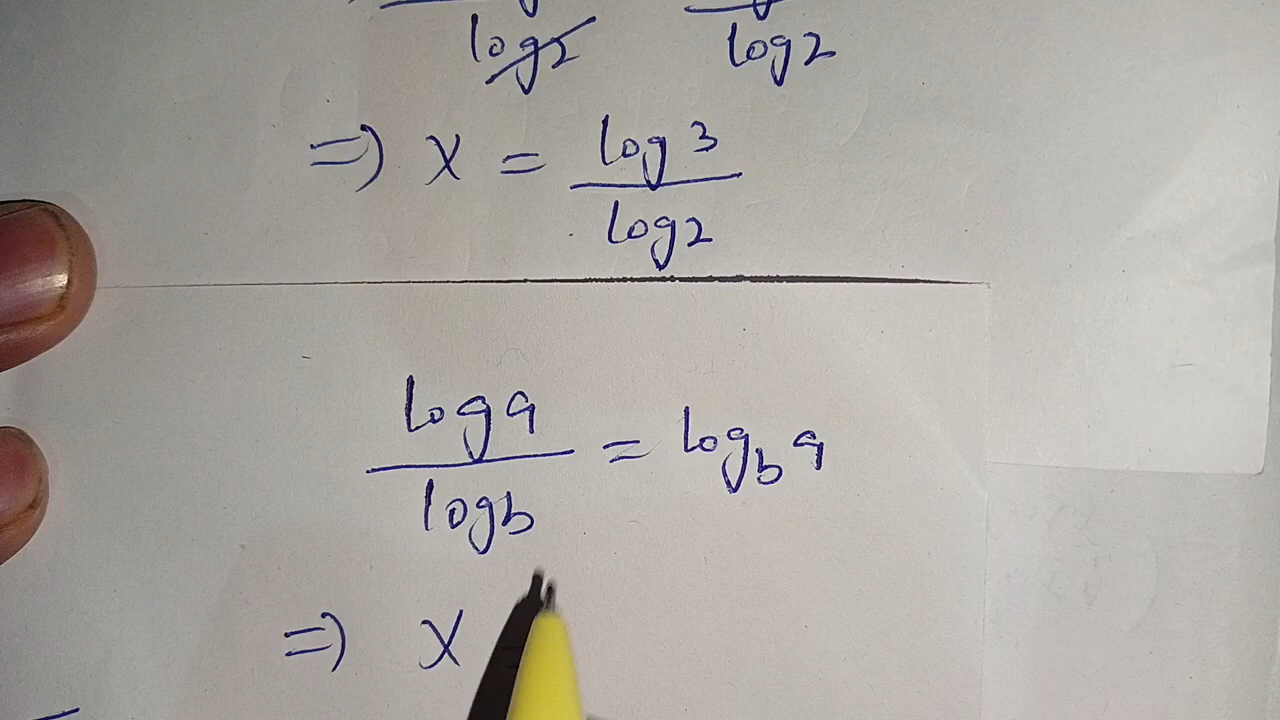 log2 log2
=> x = log 3
log2
log a = log_b a
log b
=> x